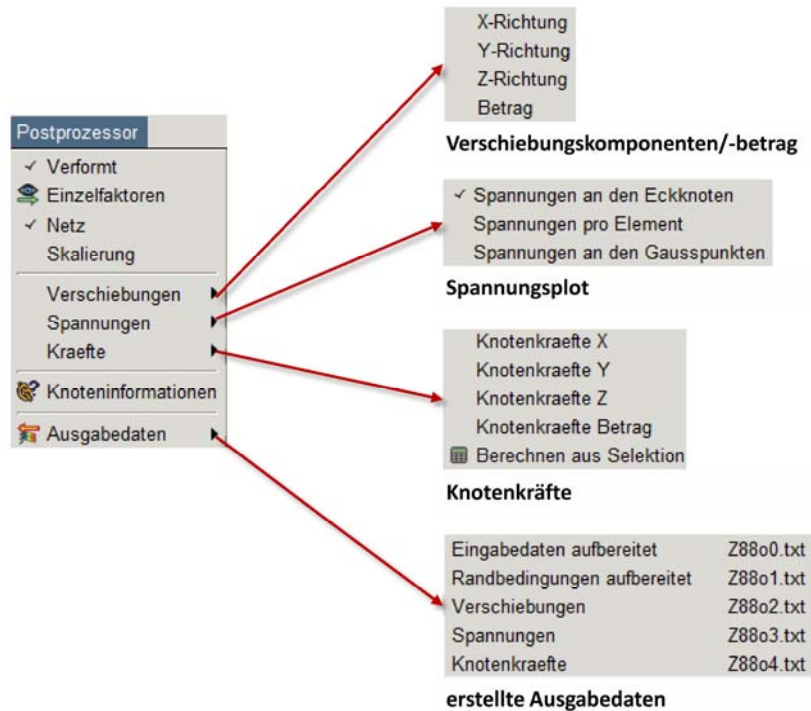 Postprozessor
Verformt
Einzelfaktoren
Netz
Skalierung
Verschiebungen
Spannungen
Kraefte
Knoteninformationen
Ausgabedaten
X-Richtung
Y-Richtung
Z-Richtung
Betrag
Verschiebungskomponenten/-betrag
Spannungen an den Eckknoten
Spannungen pro Element
Spannungen an den Gausspunkten
Spannungsplot
Knotenkraefte X
Knotenkraefte Y
Knotenkraefte Z
Knotenkraefte Betrag
Berechnen aus Selektion
Knotenkräfte
Eingabedaten aufbereitet Z88o0.txt
Randbedingungen aufbereitet Z88o1.txt
Verschiebungen Z88o2.txt
Spannungen Z88o3.txt
Knotenkraefte Z88o4.txt
erstellte Ausgabedaten